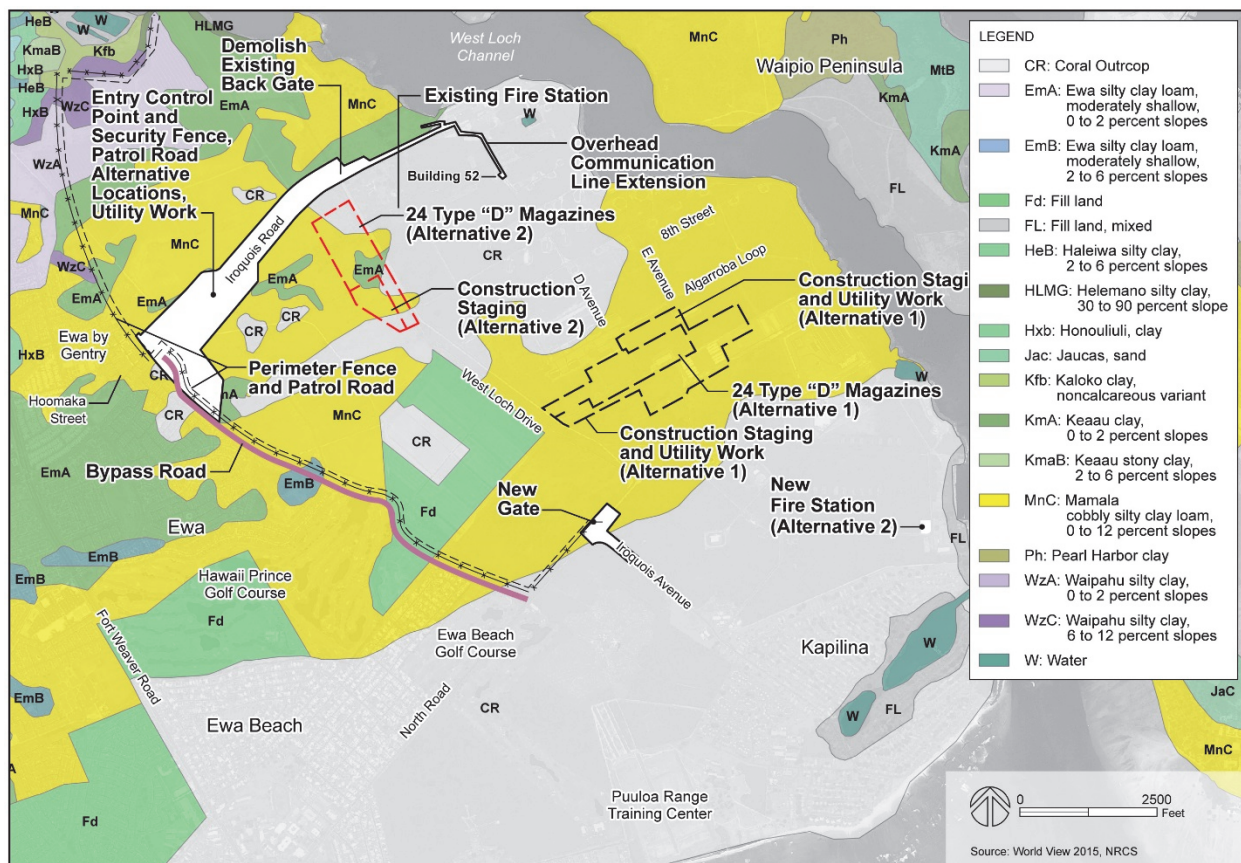 HeB
W
W
KmaB
Kfb
HxB
HeB
HxB
WzC
WzA
HLMG
EmA
MnC
WzC
EmA
EmA
HxB
Demolish
Existing
Back Gate
MnC
Entry Control
Point and
Security Fence,
Patrol Road
Alternative
Locations,
Utility Work
MnC
Iroquois Road
CR
EmA
CR
CR
West Loch
Channel
Existing Fire Station
W
Overhead
Communication
Line Extension
Building 52
24 Type “D” Magazines
(Alternative 2)
EmA
CR
Construction
Staging
(Alternative 2)
MnC
Waipio Peninsula
Ph
MtB
KmA
KmA
FL
8th Street
E Avenue
Algarroba Loop
D Avenue
Construction Stagi
and Utility Work
(Alternative 1)
24 Type “D” Magazines
(Alternative 1)
Construction Staging
and Utility Work
(Alternative 1)
W
West Loch Drive
Ewa by
Gentry
Hoomaka
Street
CR
CR
Perimeter Fence
and Patrol Road
MnC
CR
Bypass Road
EmA
EmB
Ewa
Fd
New
Gate
Iroquois Avenue
New
Fire Station
(Alternative 2)
FL
EmB
EmB
Hawaii Prince
Golf Course
Fd
Fort Weaver Road
Ewa Beach
Golf Course
North Road
CR
Kapilina
W
W
FL
EmB
Ewa Beach
Fd
Puuloa Range
Training Center
JaC
MnC
LEGEND
CR: Coral Outrcop
EmA: Ewa silty clay loam,
moderately shallow,
0 to 2 percent slopes
EmB: Ewa silty clay loam,
moderately shallow,
2 to 6 percent slopes
Fd: Fill land
FL: Fill land, mixed
HeB: Haleiwa silty clay,
2 to 6 percent slopes
HLMG: Helemano silty clay,
30 to 90 percent slope
Hxb: Honouliuli, clay
Jac: Jaucas, sand
Kfb: Kaloko clay,
noncalcareous variant
KmA: Keaau clay,
0 to 2 percent slopes
KmaB: Keaau stony clay,
2 to 6 percent slopes
MnC: Mamala
cobbly silty clay loam,
0 to 12 percent slopes
Ph: Pearl Harbor clay
WzA: Waipahu silty clay,
0 to 2 percent slopes
WzC: Waipahu silty clay,
6 to 12 percent slopes
W: Water
0 2500
Feet
Source: World View 2015, NRCS